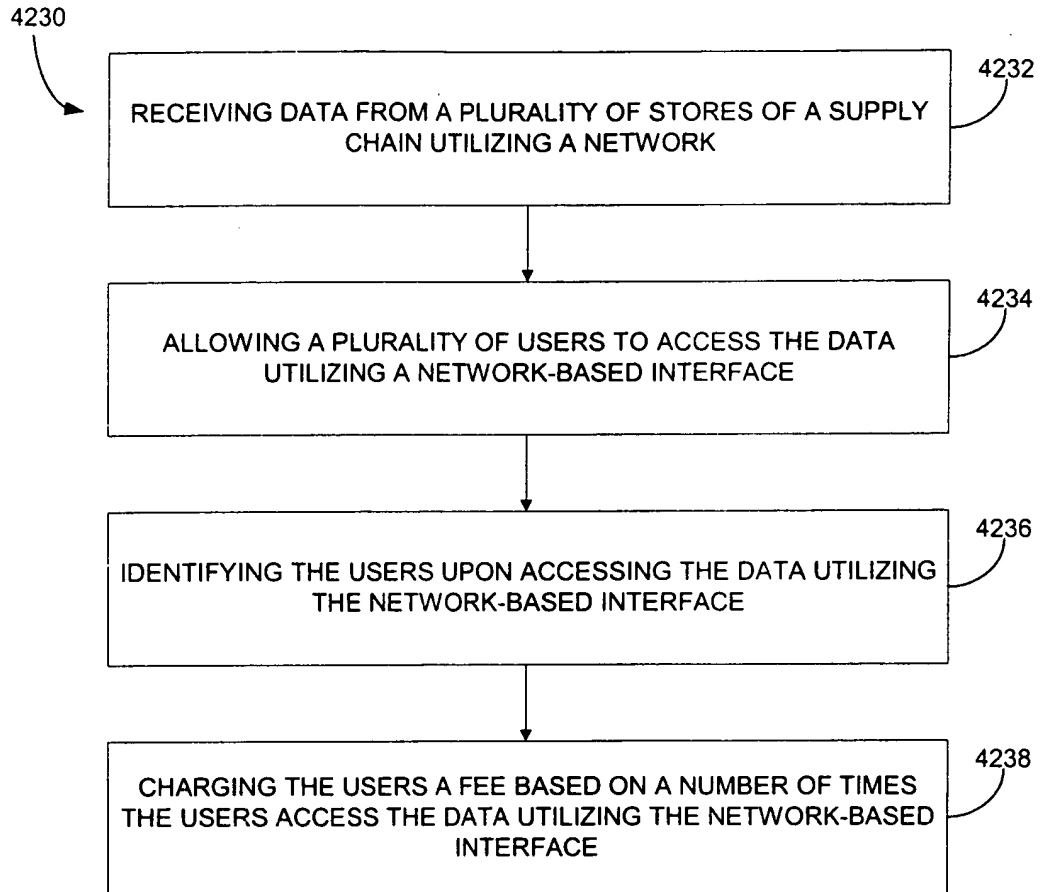 4230
4232
RECEIVING DATA FROM A PLURALITY OF STORES OF A SUPPLY
CHAIN UTILIZING A NETWORK
4234
ALLOWING A PLURALITY OF USERS TO ACCESS THE DATA
UTILIZING A NETWORK-BASED INTERFACE
4236
IDENTIFYING THE USERS UPON ACCESSING THE DATA UTILIZING
THE NETWORK-BASED INTERFACE
4238
CHARGING THE USERS A FEE BASED ON A NUMBER OF TIMES
THE USERS ACCESS THE DATA UTILIZING THE NETWORK-BASED
INTERFACE